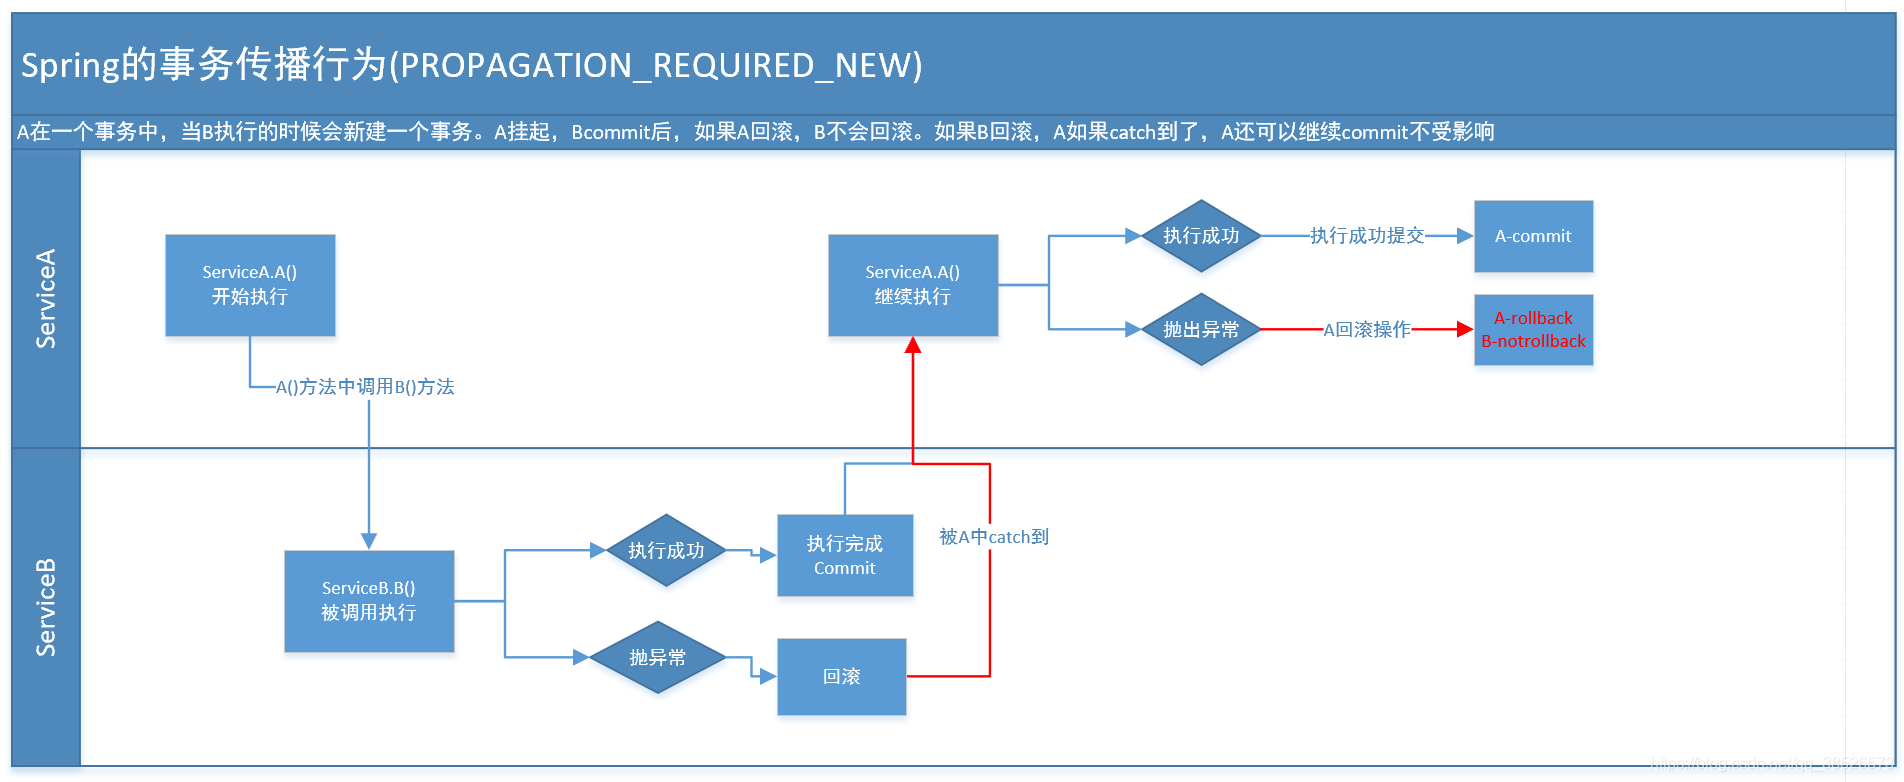 Spring的事务传播行为(PROPAGATION_REQUIRED_NEW)
A在一个事务中，当B执行的时候会新建一个事务。A挂起，Bcommit后，如果A回滚，B不会回滚。如果B回滚，A如果catch到了，A还可以继续commit不受影响
ServiceA
ServiceA.A()
开始执行
A()方法中调用B()方法
ServiceA.A()
继续执行
执行成功
执行成功提交
A-commit
抛出异常
A回滚操作
A-rollback
B-notrollback
ServiceB
ServiceB.B()
被调用执行
执行成功
执行完成
Commit
被A中catch到
抛异常
回滚